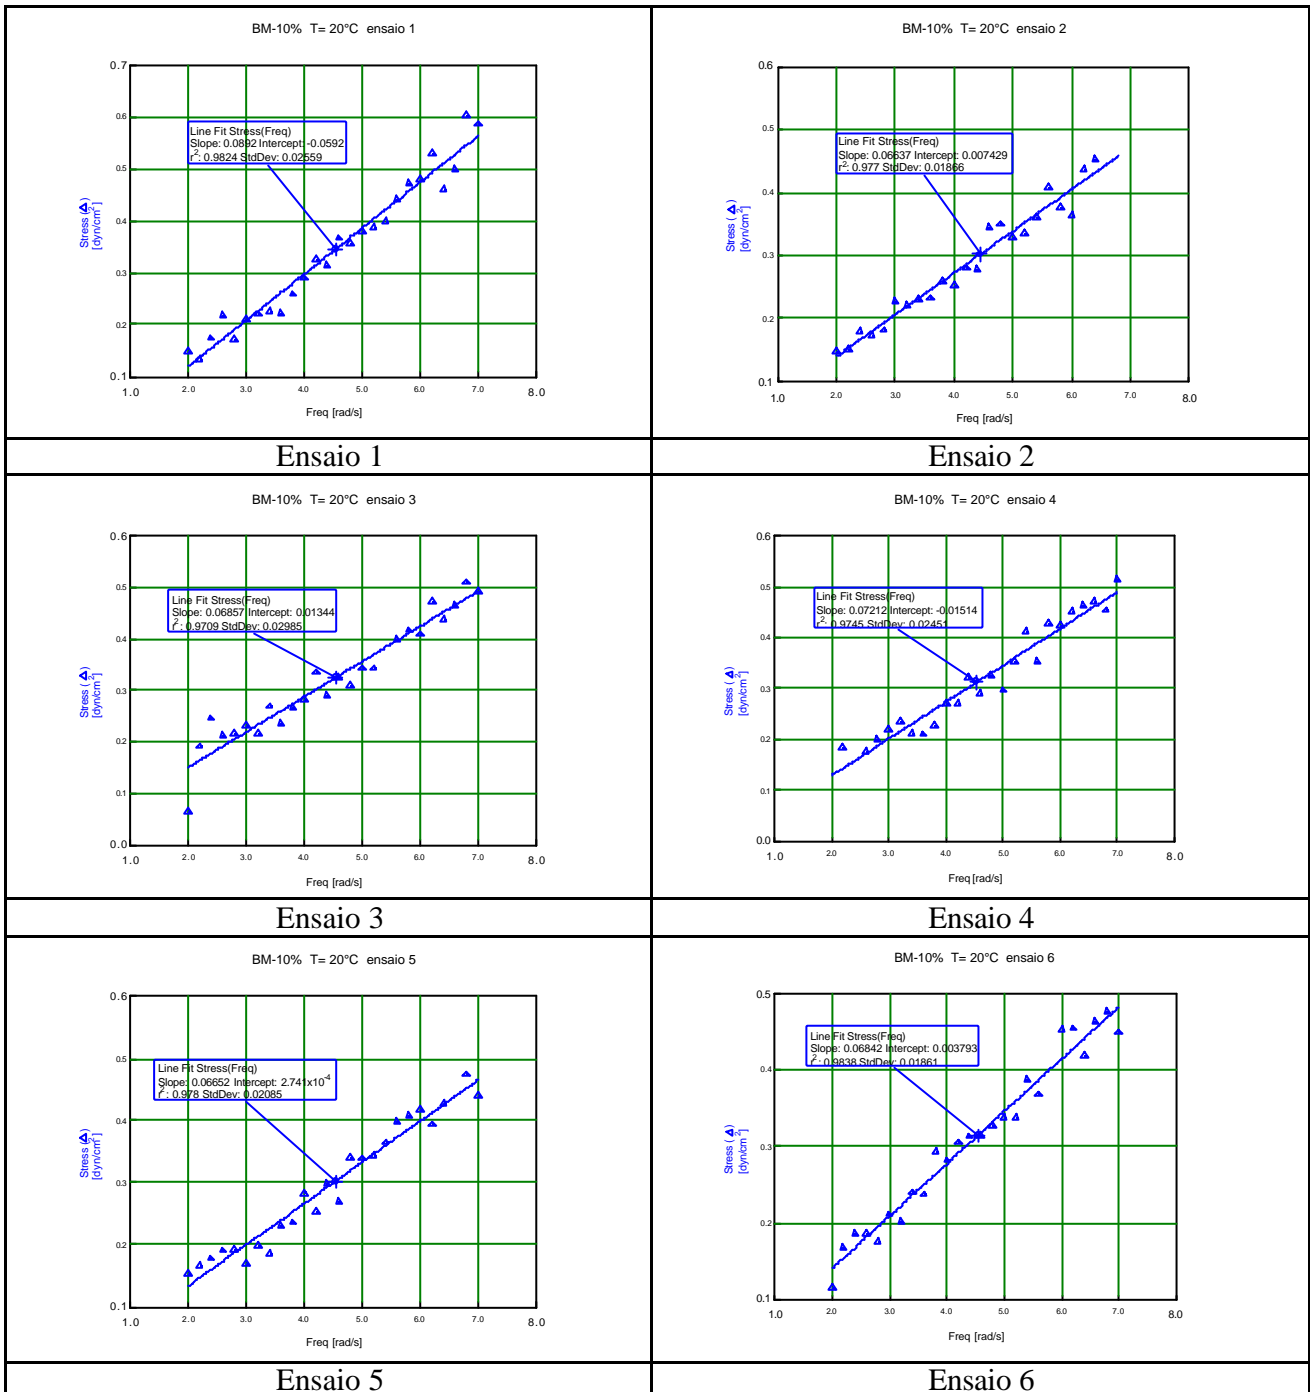 BM-10% T= 20°C ensaio 1
0.7
0.6
0.5
0.4
0.3
0.2
0.1
Line Fit Stress(Freq)
Slope: 0.0892 Intercept: -0.0592
r²: 0.9824 StdDev: 0.02559
Stress (Δ)
[dyn/cm²]
1.0 2.0 3.0 4.0 5.0 6.0 7.0 8.0
Freq [rad/s]
Ensaio 1
BM-10% T= 20°C ensaio 2
0.6
0.5
0.4
0.3
0.2
0.1
Line Fit Stress(Freq)
Slope: 0.06637 Intercept: 0.007429
r²: 0.977 StdDev: 0.01866
Stress (Δ)
[dyn/cm²]
1.0 2.0 3.0 4.0 5.0 6.0 7.0 8.0
Freq [rad/s]
Ensaio 2
BM-10% T= 20°C ensaio 3
0.6
0.5
0.4
0.3
0.2
0.1
0.0
Line Fit Stress(Freq)
Slope: 0.06857 Intercept: 0.01344
r²: 0.9709 StdDev: 0.02985
Stress (Δ)
[dyn/cm²]
1.0 2.0 3.0 4.0 5.0 6.0 7.0 8.0
Freq [rad/s]
Ensaio 3
BM-10% T= 20°C ensaio 4
0.6
0.5
0.4
0.3
0.2
0.1
0.0
Line Fit Stress(Freq)
Slope: 0.07212 Intercept: -0.01514
r²: 0.9745 StdDev: 0.02451
Stress (Δ)
[dyn/cm²]
1.0 2.0 3.0 4.0 5.0 6.0 7.0 8.0
Freq [rad/s]
Ensaio 4
BM-10% T= 20°C ensaio 5
0.6
0.5
0.4
0.3
0.2
0.1
Line Fit Stress(Freq)
Slope: 0.06652 Intercept: 2.741x10⁻⁴
r²: 0.978 StdDev: 0.02085
Stress (Δ)
[dyn/cm²]
1.0 2.0 3.0 4.0 5.0 6.0 7.0 8.0
Freq [rad/s]
Ensaio 5
BM-10% T= 20°C ensaio 6
0.5
0.4
0.3
0.2
0.1
Line Fit Stress(Freq)
Slope: 0.06842 Intercept: 0.003793
r²: 0.9838 StdDev: 0.01861
Stress (Δ)
[dyn/cm²]
1.0 2.0 3.0 4.0 5.0 6.0 7.0 8.0
Freq [rad/s]
Ensaio 6